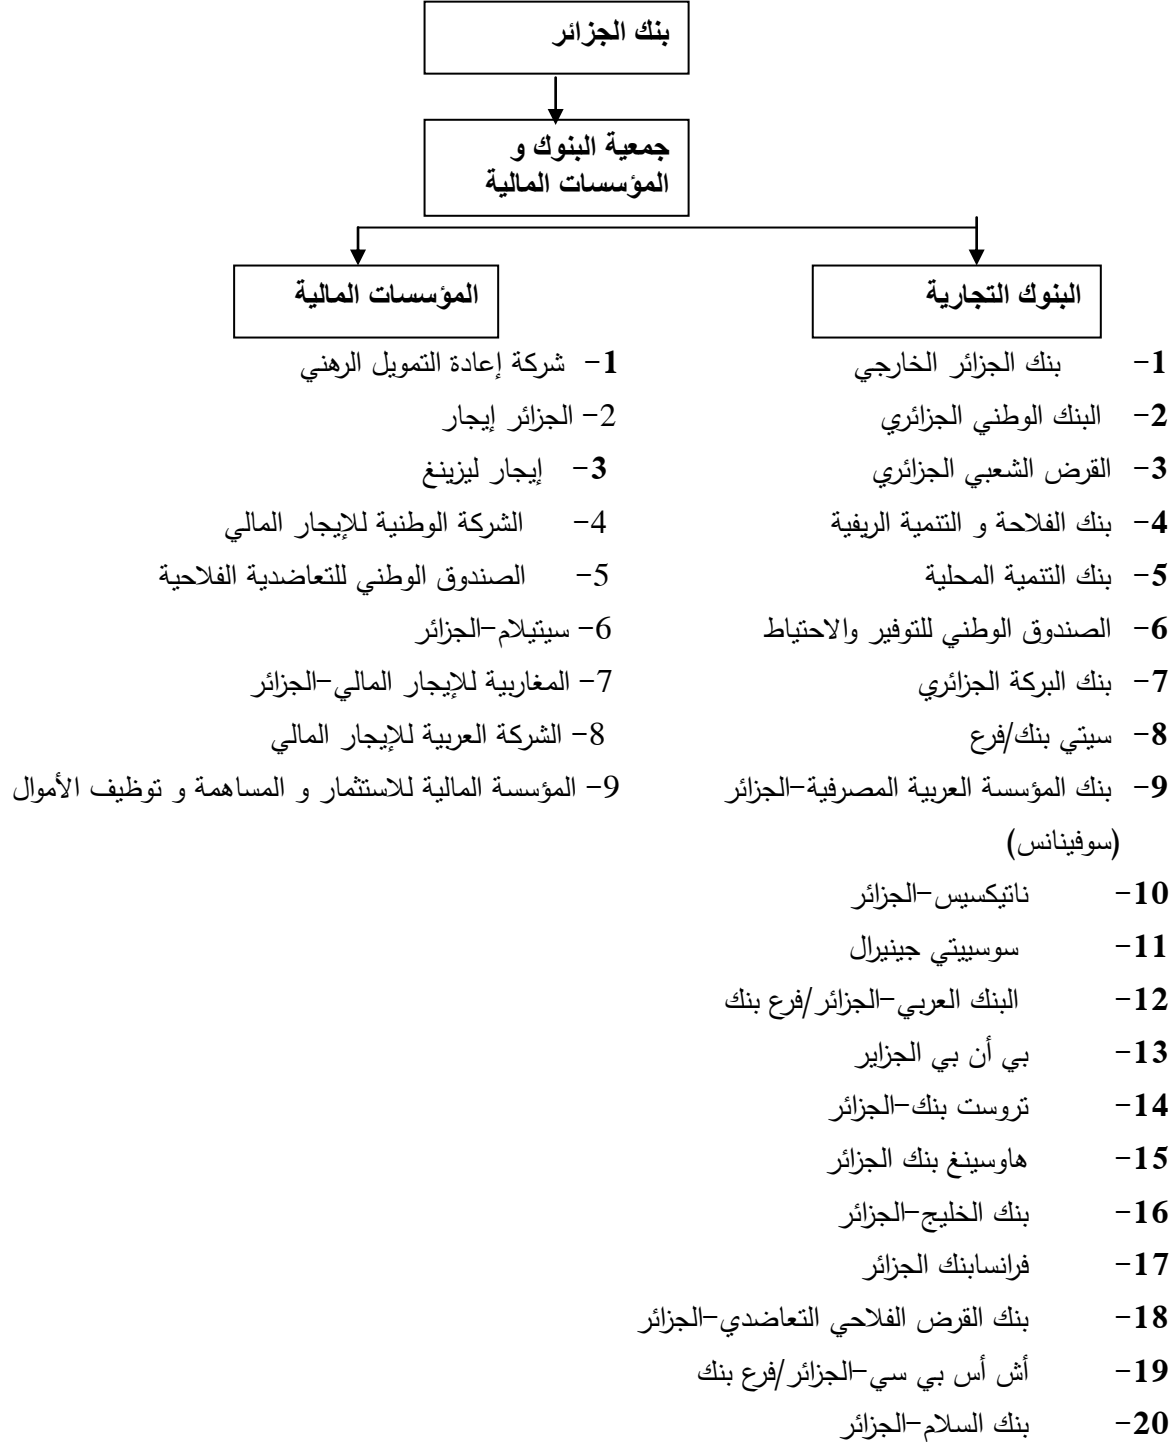 بنك الجزائر
جمعية البنوك و
المؤسسات المالية
البنوك التجارية
المؤسسات المالية
1- بنك الجزائر الخارجي
1- شركة إعادة التمويل الرهني
2- البنك الوطني الجزائري
2- الجزائر إيجار
3- القرض الشعبي الجزائري
3- إيجار ليزينغ
4- بنك الفلاحة و التنمية الريفية
4- الشركة الوطنية للإيجار المالي
5- بنك التنمية المحلية
5- الصندوق الوطني للتعاضدية الفلاحية
6- الصندوق الوطني للتوفير والاحتياط
6- سيتيلام-الجزائر
7- بنك البركة الجزائري
7- المغاربية للإيجار المالي-الجزائر
8- سيتي بنك/فرع
8- الشركة العربية للإيجار المالي
9- بنك المؤسسة العربية المصرفية-الجزائر
9- المؤسسة المالية للاستثمار و المساهمة و توظيف الأموال
(سوفينانس)
10- ناتيكسيس-الجزائر
11- سوسييتي جينيرال
12- البنك العربي-الجزائر/فرع بنك
13- بي أن بي الجزاير
14- تروست بنك-الجزائر
15- هاوسينغ بنك الجزائر
16- بنك الخليج-الجزائر
17- فرانسابنك الجزائر
18- بنك القرض الفلاحي التعاضدي-الجزائر
19- أش أس بي سي-الجزائر/فرع بنك
20- بنك السلام-الجزائر